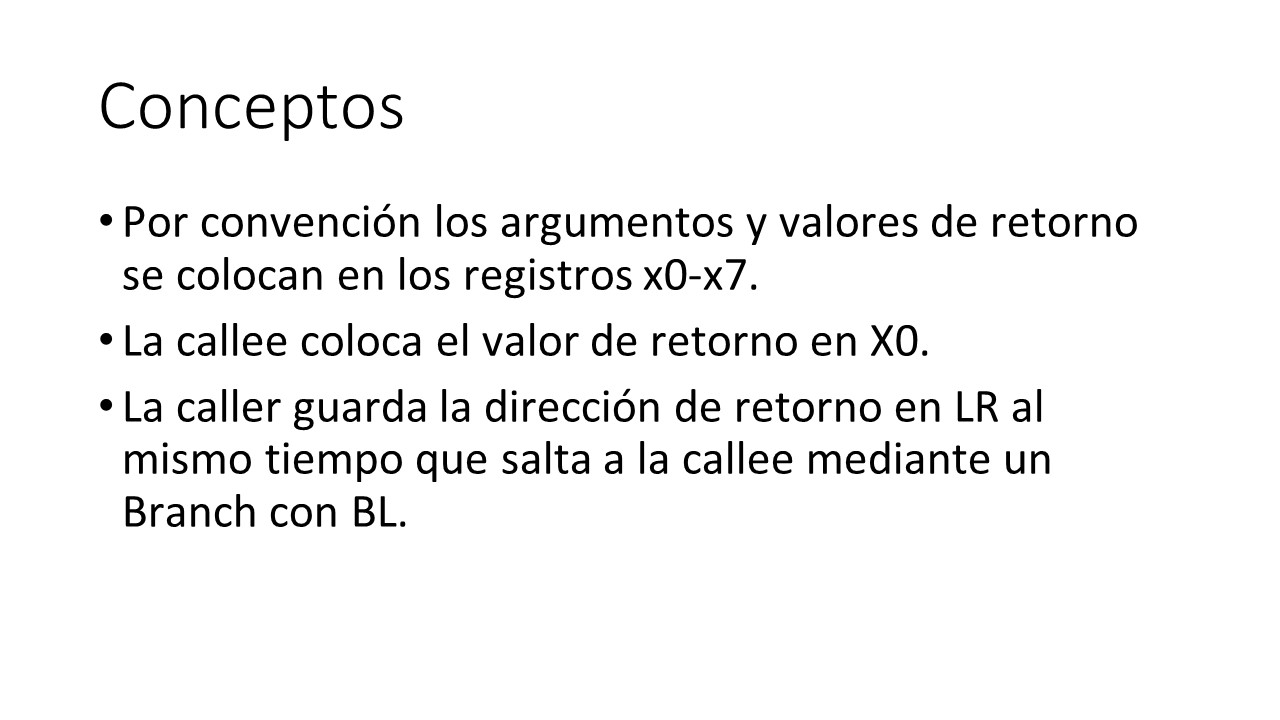 Conceptos
• Por convención los argumentos y valores de retorno
se colocan en los registros x0-x7.
• La callee coloca el valor de retorno en X0.
• La caller guarda la dirección de retorno en LR al
mismo tiempo que salta a la callee mediante un
Branch con BL.